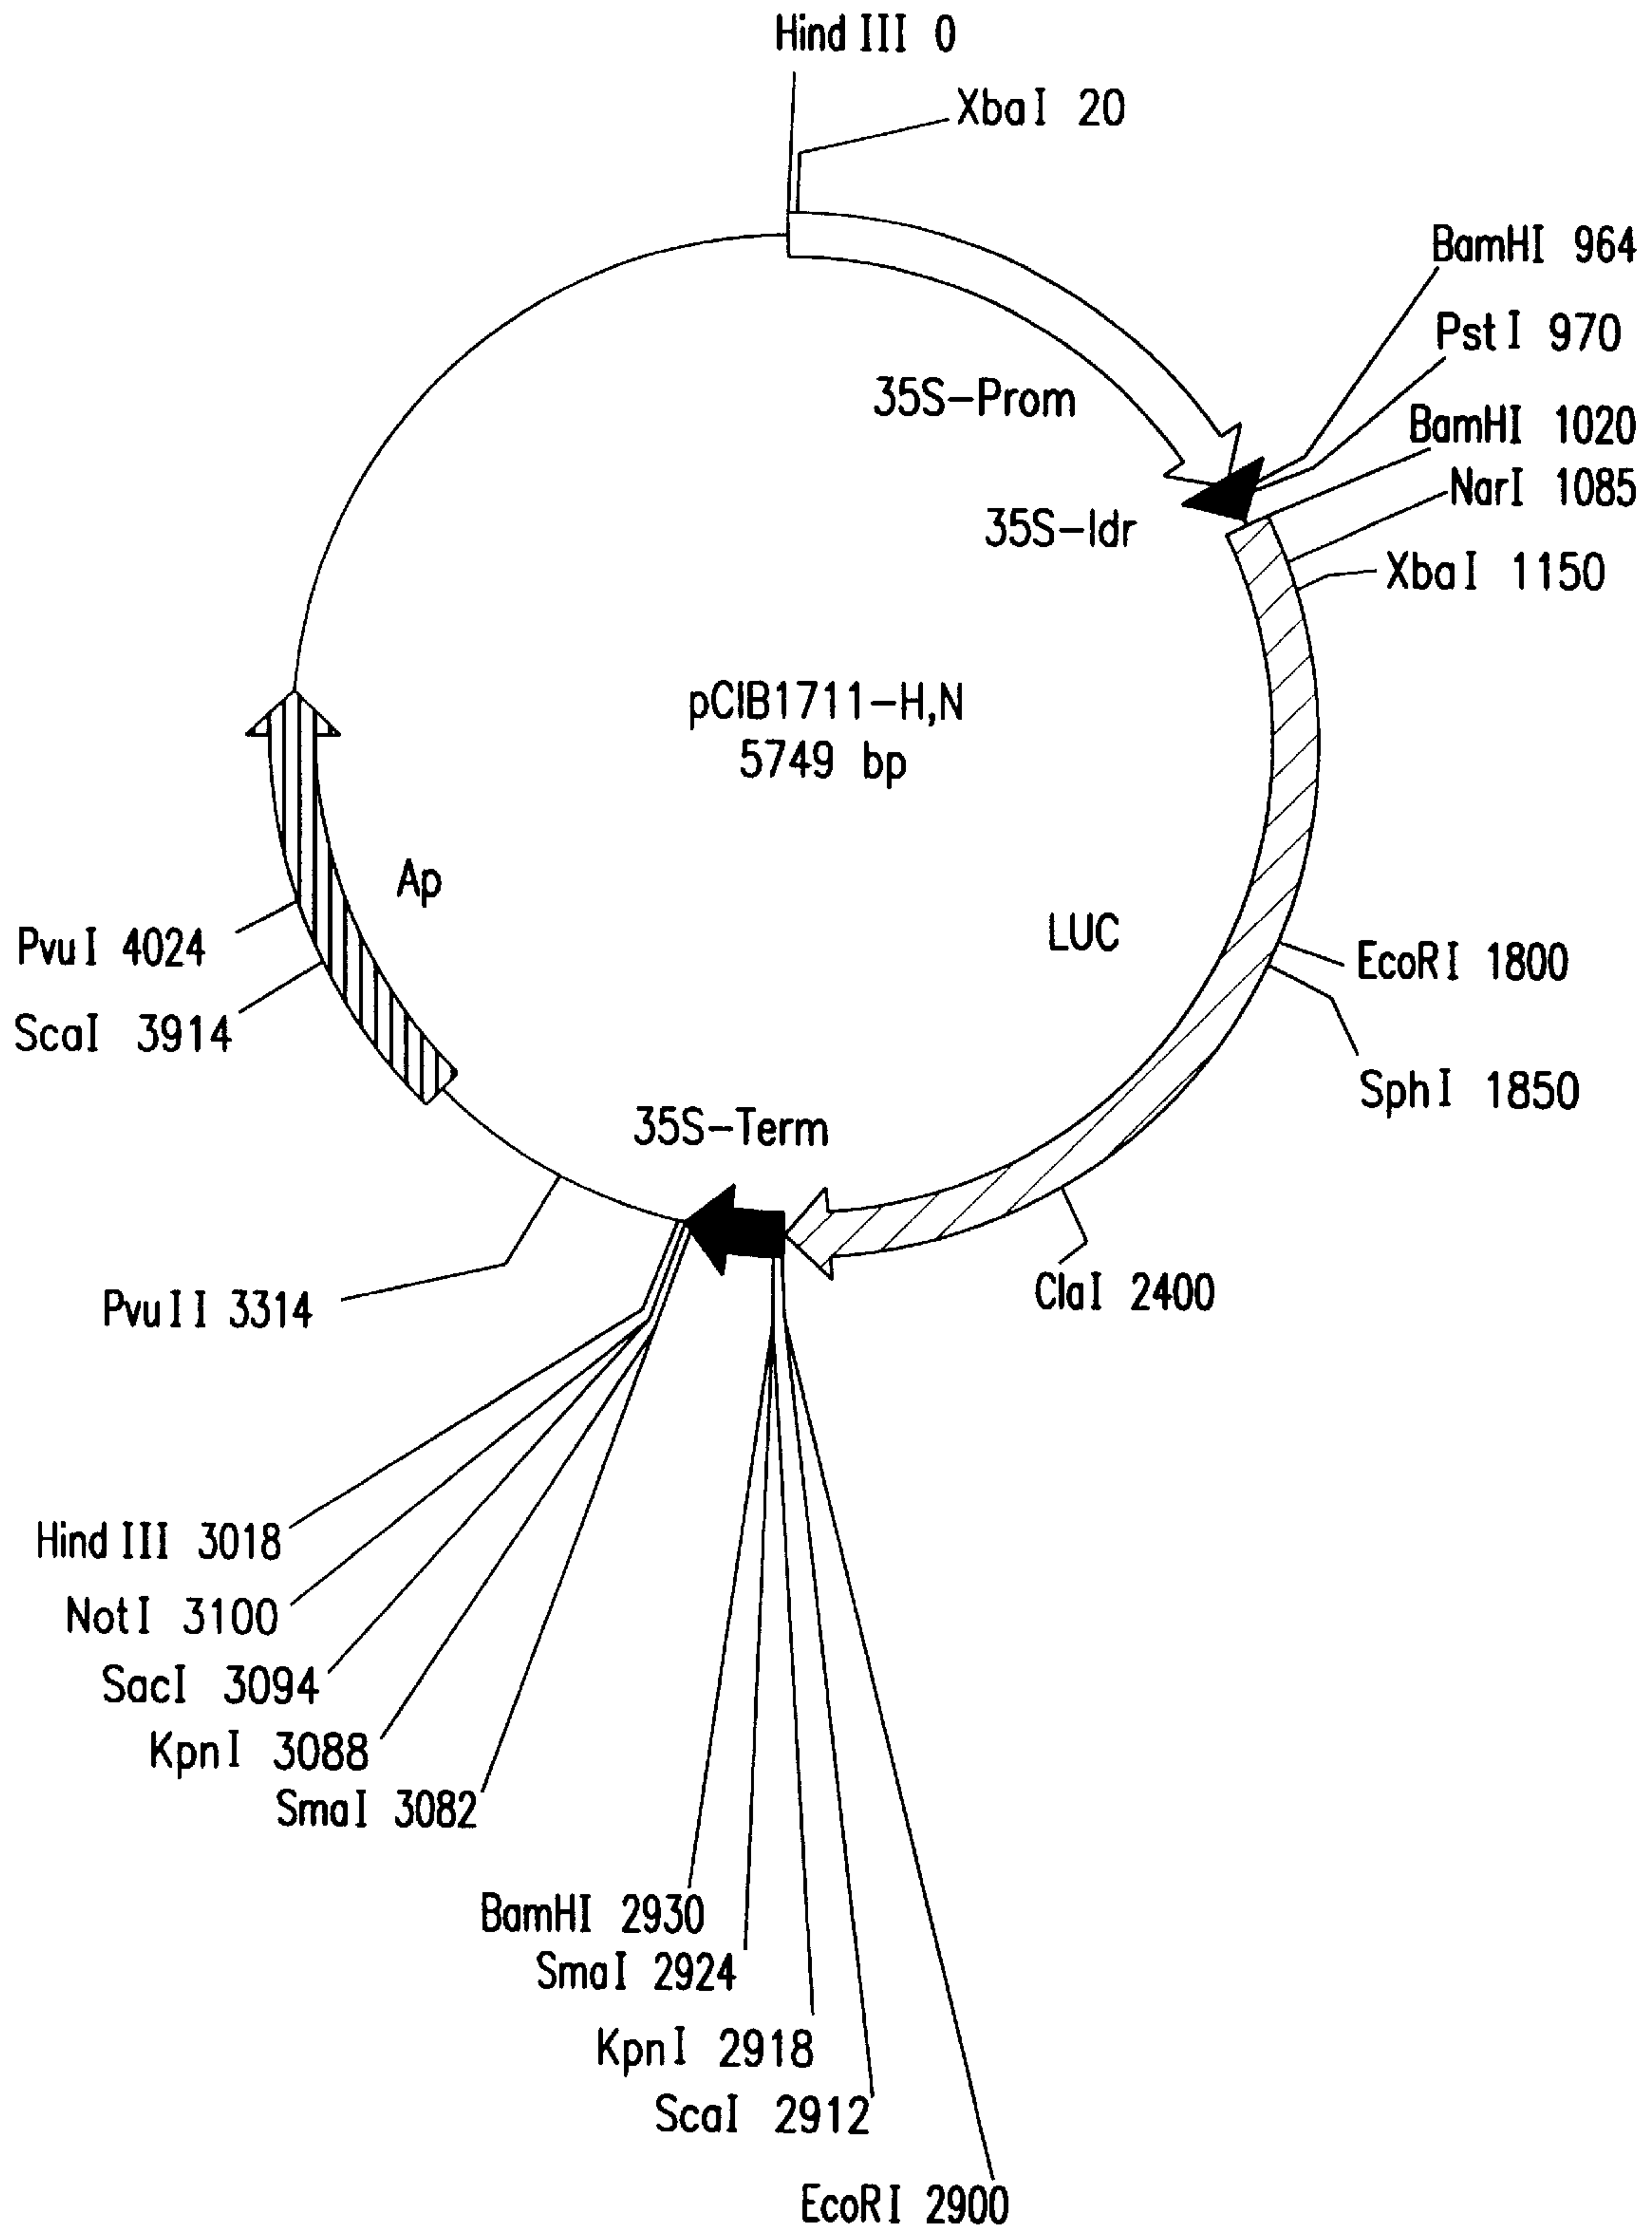 Hind III 0
XbaI 20
BamHI 964
PstI 970
35S-Prom
BamHI 1020
NarI 1085
35S-ldr
XbaI 1150
pCIB1711-H,N
5749 bp
Ap
LUC
PvuI 4024
EcoRI 1800
ScaI 3914
SphI 1850
35S-Term
ClaI 2400
PvuII 3314
Hind III 3018
NotI 3100
SacI 3094
KpnI 3088
SmaI 3082
BamHI 2930
SmaI 2924
KpnI 2918
ScaI 2912
EcoRI 2900